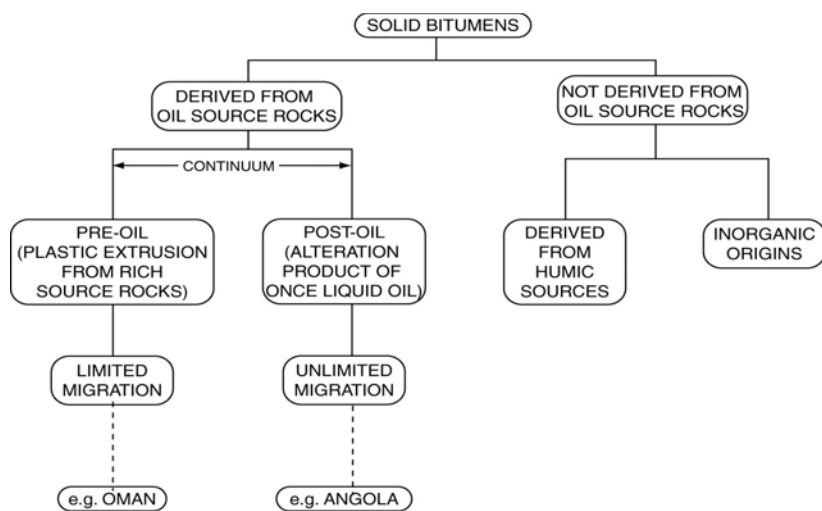 SOLID BITUMENS
DERIVED FROM
OIL SOURCE ROCKS
NOT DERIVED FROM
OIL SOURCE ROCKS
CONTINUUM
PRE-OIL
(PLASTIC EXTRUSION
FROM RICH
SOURCE ROCKS)
POST-OIL
(ALTERATION
PRODUCT OF
ONCE LIQUID OIL)
DERIVED
FROM
HUMIC
SOURCES
INORGANIC
ORIGINS
LIMITED
MIGRATION
UNLIMITED
MIGRATION
e.g. OMAN
e.g. ANGOLA